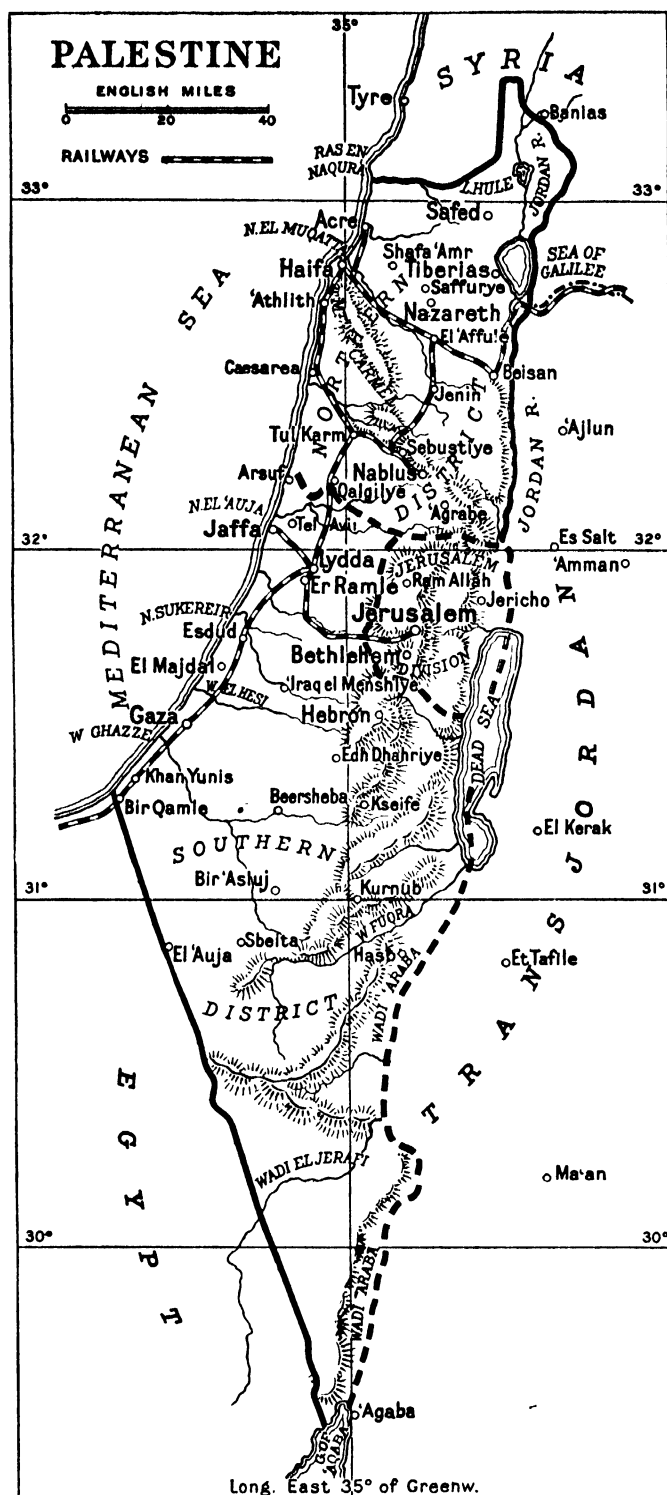 35°
PALESTINE
ENGLISH MILES
0 20 40
RAILWAYS
SYRIA
Tyre
Banias
RAS EN
NAQURA
33°
L.HULE
JORDAN R.
33°
Safed
Acre
N.EL MUQATTA
Shafa 'Amr
Haifa
Tiberias
SEA OF
GALILEE
Saffurye
'Athlith
Nazareth
El 'Affule
MEDITERRANEAN SEA
NORTHERN
CARMEL
Caesarea
Beisan
Jenin
DISTRICT
Tul Karm
'Ajlun
Sebustiye
JORDAN R.
Arsuf
Nablus
Qalqilye
'Agrabe
N.EL 'AUJA
Tel Aviv
Jaffa
32°
32°
Es Salt
Lydda
JERUSALEM
'Amman
Er Ramle
Ram Allah
Jericho
N.SUKEREIR
Jerusalem
Esdud
Bethlehem
DIVISION
El Majdal
'Iraq el Menshiye
W.EL HESI
Gaza
Hebron
DEAD SEA
W GHAZZE
Edh Dhahriye
Khan Yunis
Bir Qamle
Beersheba
Kseife
El Kerak
SOUTHERN
TRANSJORDAN
Bir 'Asluj
31°
31°
Kurnub
W FUQRA
Sbeita
El 'Auja
Hasb
Et Tafile
WADI 'ARABA
DISTRICT
EGYPT
WADI EL JERAFI
Ma'an
30°
30°
WADI 'ARABA
'Aqaba
G.OF
'AQABA
Long. East 35° of Greenw.